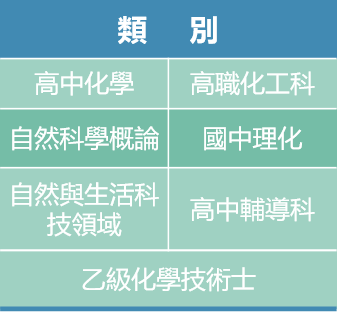 類 別
高中化學
高職化工科
自然科學概論
國中理化
自然與生活科
技領域
高中輔導科
乙級化學技術士